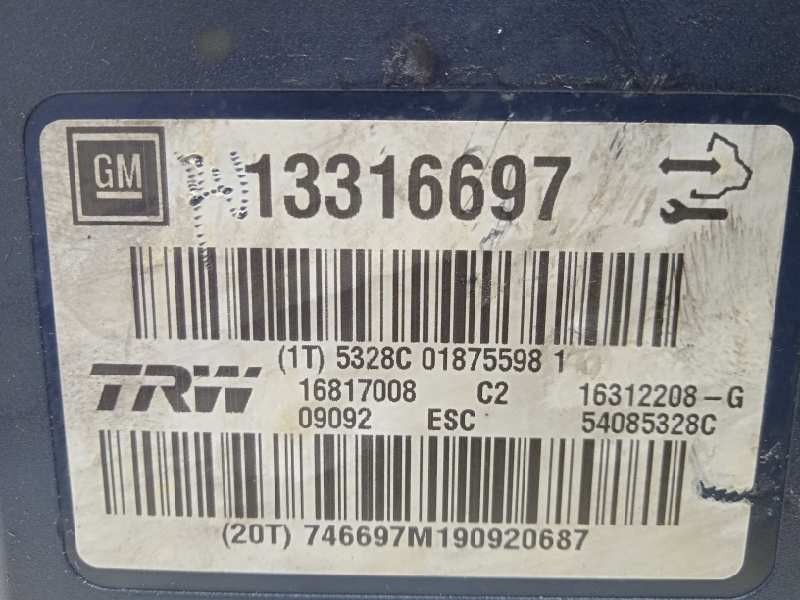 GM 13316697
(1T) 5328C 01875598 1
TRW 16817008 C2 16312208-G
09092 ESC 54085328C
(20T) 746697M190920687